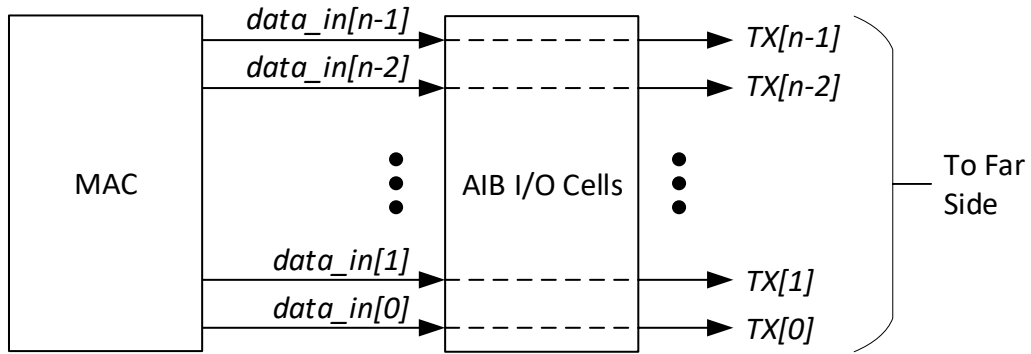 data_in[n-1]
TX[n-1]
data_in[n-2]
TX[n-2]
MAC
AIB I/O Cells
To Far
Side
data_in[1]
TX[1]
data_in[0]
TX[0]